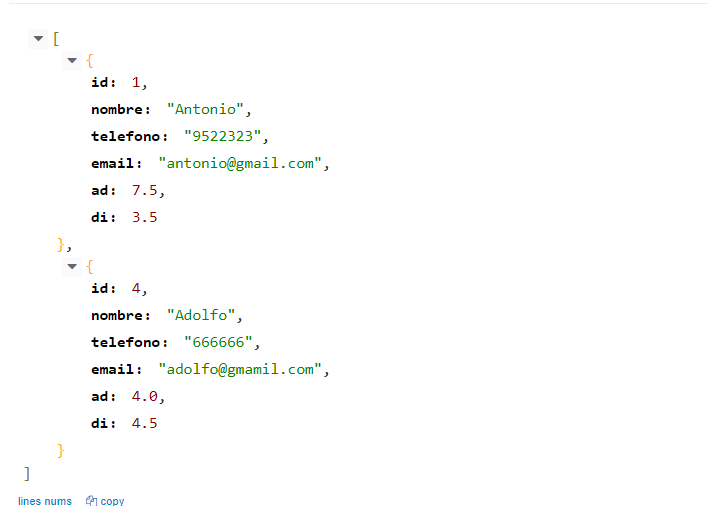 [
{
id: 1,
nombre: "Antonio",
telefono: "9522323",
email: "antonio@gmail.com",
ad: 7.5,
di: 3.5
},
{
id: 4,
nombre: "Adolfo",
telefono: "666666",
email: "adolfo@gmamil.com",
ad: 4.0,
di: 4.5
}
]
lines nums copy